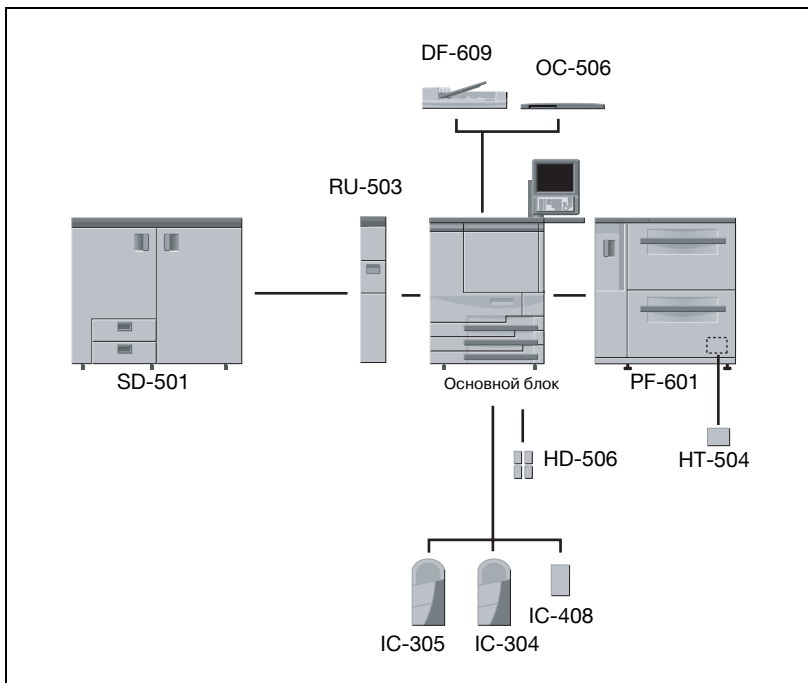 DF-609
OC-506
RU-503
SD-501
Основной блок
PF-601
HD-506
HT-504
IC-408
IC-305
IC-304